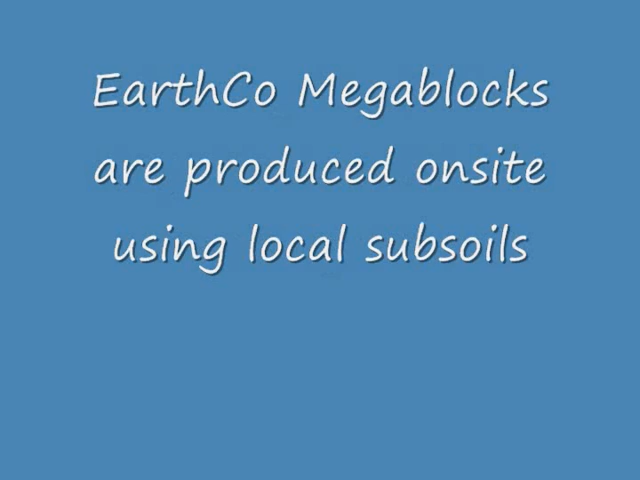 EarthCo Megablocks
are produced onsite
using local subsoils